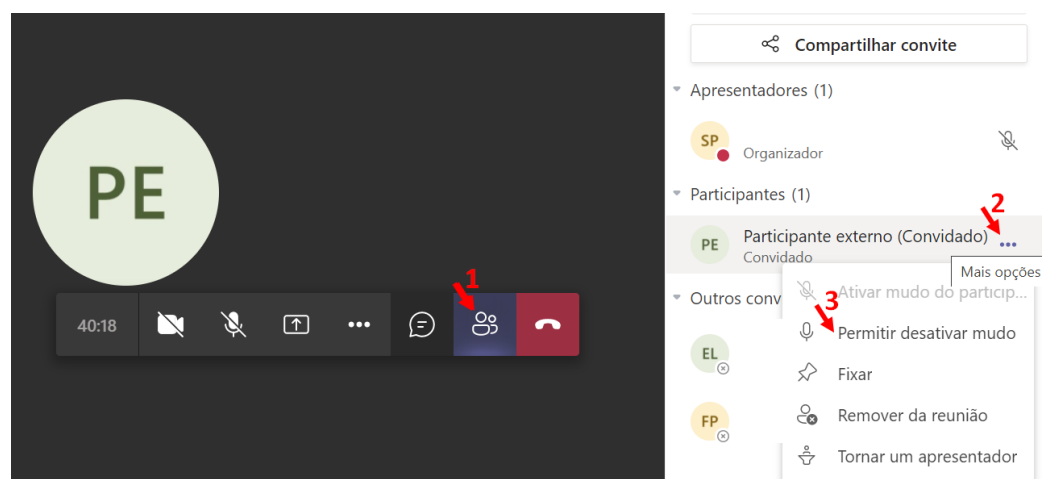 PE
1
40:18
Compartilhar convite
Apresentadores (1)
SP
Organizador
Participantes (1)
2
PE
Participante externo (Convidado)
Convidado
Mais opções
Outros conv
3
Ativar mudo do particip...
Permitir desativar mudo
EL
Fixar
FP
Remover da reunião
Tornar um apresentador